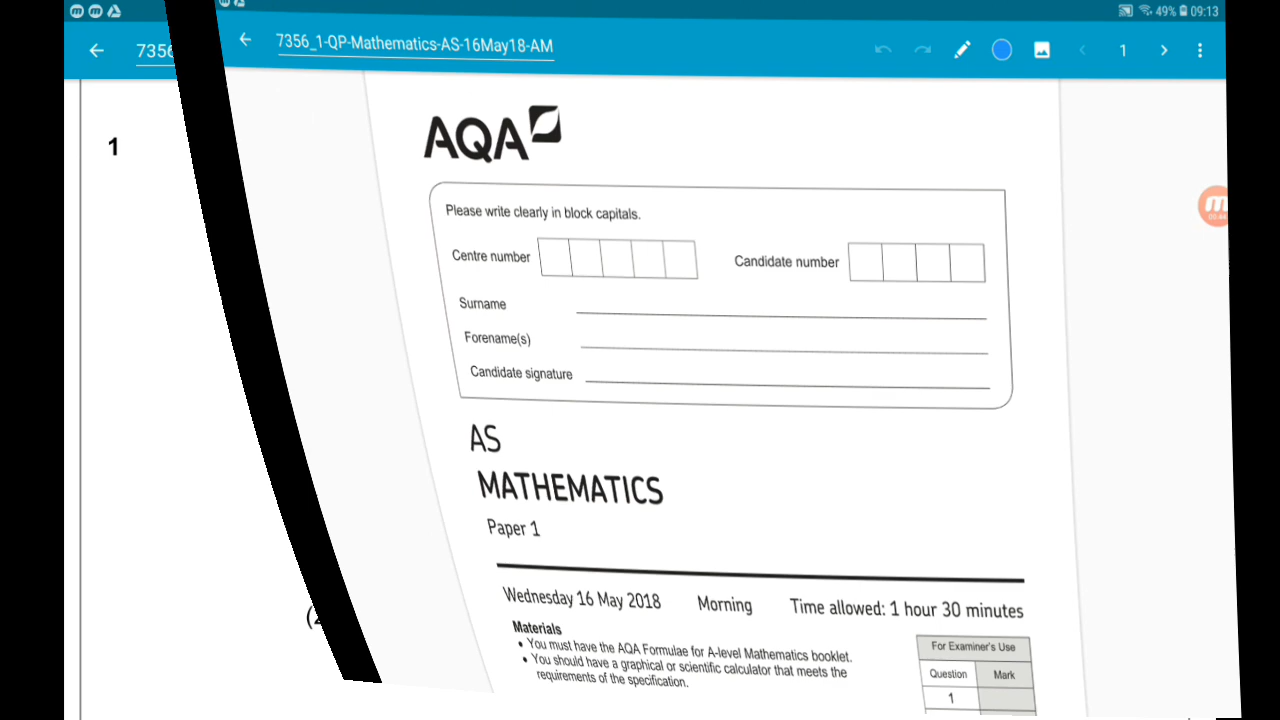 49% 09:13
7356
7356_1-QP-Mathematics-AS-16May18-AM
1
1
AQA
Please write clearly in block capitals.
Centre number
Candidate number
Surname
Forename(s)
Candidate signature
AS
MATHEMATICS
Paper 1
Wednesday 16 May 2018 Morning Time allowed: 1 hour 30 minutes
Materials
• You must have the AQA Formulae for A-level Mathematics booklet.
• You should have a graphical or scientific calculator that meets the
requirements of the specification.
For Examiner's Use
Question Mark
1